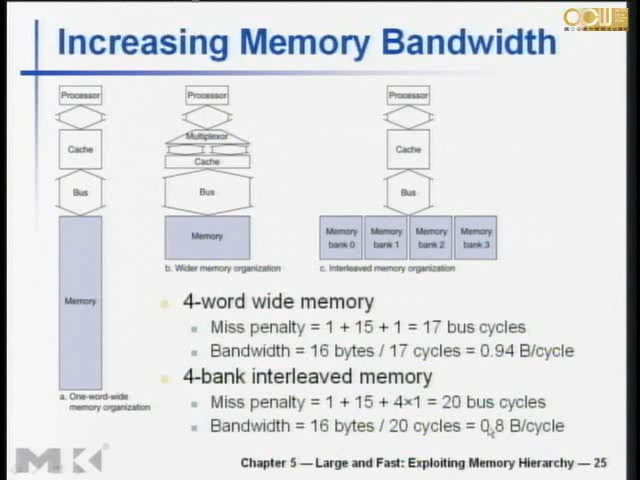 Increasing Memory Bandwidth
Processor
Cache
Bus
Memory
a. One-word-wide
memory organization
Processor
Multiplexor
Cache
Bus
Memory
b. Wider memory organization
Processor
Cache
Bus
Memory
bank 0
Memory
bank 1
Memory
bank 2
Memory
bank 3
c. Interleaved memory organization
4-word wide memory
Miss penalty = 1 + 15 + 1 = 17 bus cycles
Bandwidth = 16 bytes / 17 cycles = 0.94 B/cycle
4-bank interleaved memory
Miss penalty = 1 + 15 + 4×1 = 20 bus cycles
Bandwidth = 16 bytes / 20 cycles = 0.8 B/cycle
MK
Chapter 5 — Large and Fast: Exploiting Memory Hierarchy — 25